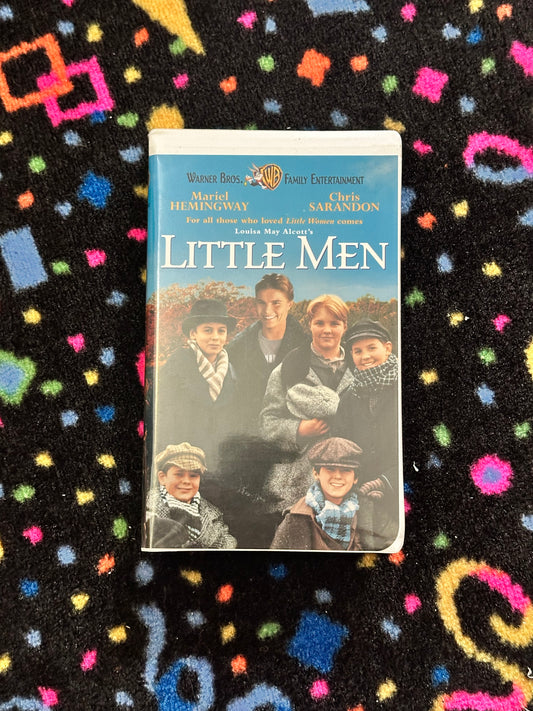 WARNER BROS. WB FAMILY ENTERTAINMENT
Mariel HEMINGWAY
Chris SARANDON
For all those who loved Little Women comes
Louisa May Alcott's
LITTLE MEN